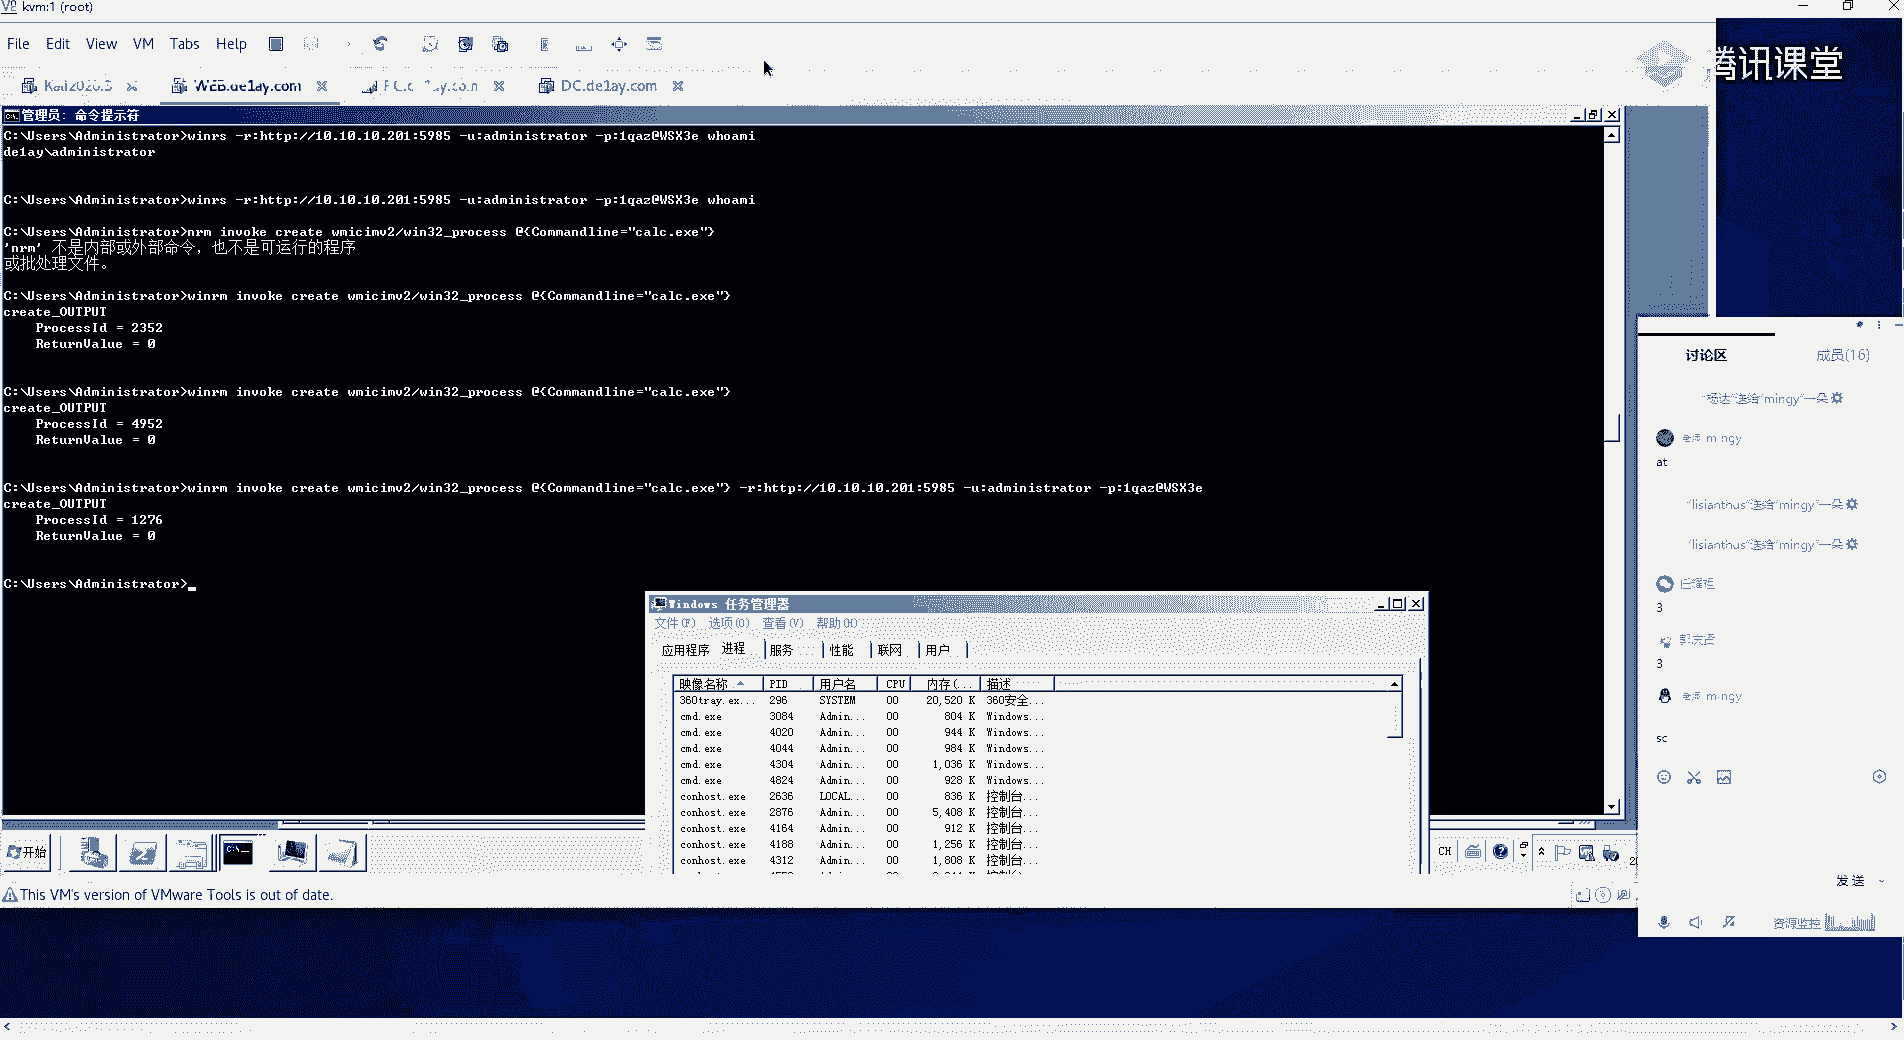 kvm:1 (root)
File Edit View VM Tabs Help
腾讯课堂
WEB.de1ay.com
DC.de1ay.com
管理员: 命令提示符
C:\Users\Administrator>winrs -r:http://10.10.10.201:5985 -u:administrator -p:1qaz@WSX3e whoami
de1ay\administrator
C:\Users\Administrator>winrs -r:http://10.10.10.201:5985 -u:administrator -p:1qaz@WSX3e whoami
C:\Users\Administrator>nrm invoke create wmicimv2/win32_process @{Commandline="calc.exe"}
'nrm' 不是内部或外部命令，也不是可运行的程序
或批处理文件。
C:\Users\Administrator>winrm invoke create wmicimv2/win32_process @{Commandline="calc.exe"}
create_OUTPUT
ProcessId = 2352
ReturnValue = 0
C:\Users\Administrator>winrm invoke create wmicimv2/win32_process @{Commandline="calc.exe"}
create_OUTPUT
ProcessId = 4952
ReturnValue = 0
C:\Users\Administrator>winrm invoke create wmicimv2/win32_process @{Commandline="calc.exe"} -r:http://10.10.10.201:5985 -u:administrator -p:1qaz@WSX3e
create_OUTPUT
ProcessId = 1276
ReturnValue = 0
C:\Users\Administrator>
Windows 任务管理器
文件(F) 选项(O) 查看(V) 帮助(H)
应用程序 进程 服务 性能 联网 用户
映像名称 PID 用户名 CPU 内存(... 描述
360tray.ex... 296 SYSTEM 00 20,520 K 360安全...
cmd.exe 3084 Admin... 00 804 K Windows...
cmd.exe 4020 Admin... 00 944 K Windows...
cmd.exe 4044 Admin... 00 984 K Windows...
cmd.exe 4304 Admin... 00 1,036 K Windows...
cmd.exe 4824 Admin... 00 928 K Windows...
conhost.exe 2636 LOCAL... 00 836 K 控制台...
conhost.exe 2876 Admin... 00 5,408 K 控制台...
conhost.exe 4164 Admin... 00 912 K 控制台...
conhost.exe 4188 Admin... 00 1,256 K 控制台...
conhost.exe 4312 Admin... 00 1,808 K 控制台...
开始
CH
This VM's version of VMware Tools is out of date.
讨论区 成员(16)
"杨达"送给"mingy"一朵
老师 mingy
at
"lisianthus"送给"mingy"一朵
"lisianthus"送给"mingy"一朵
3
3
老师 mingy
sc
发送
资源监控